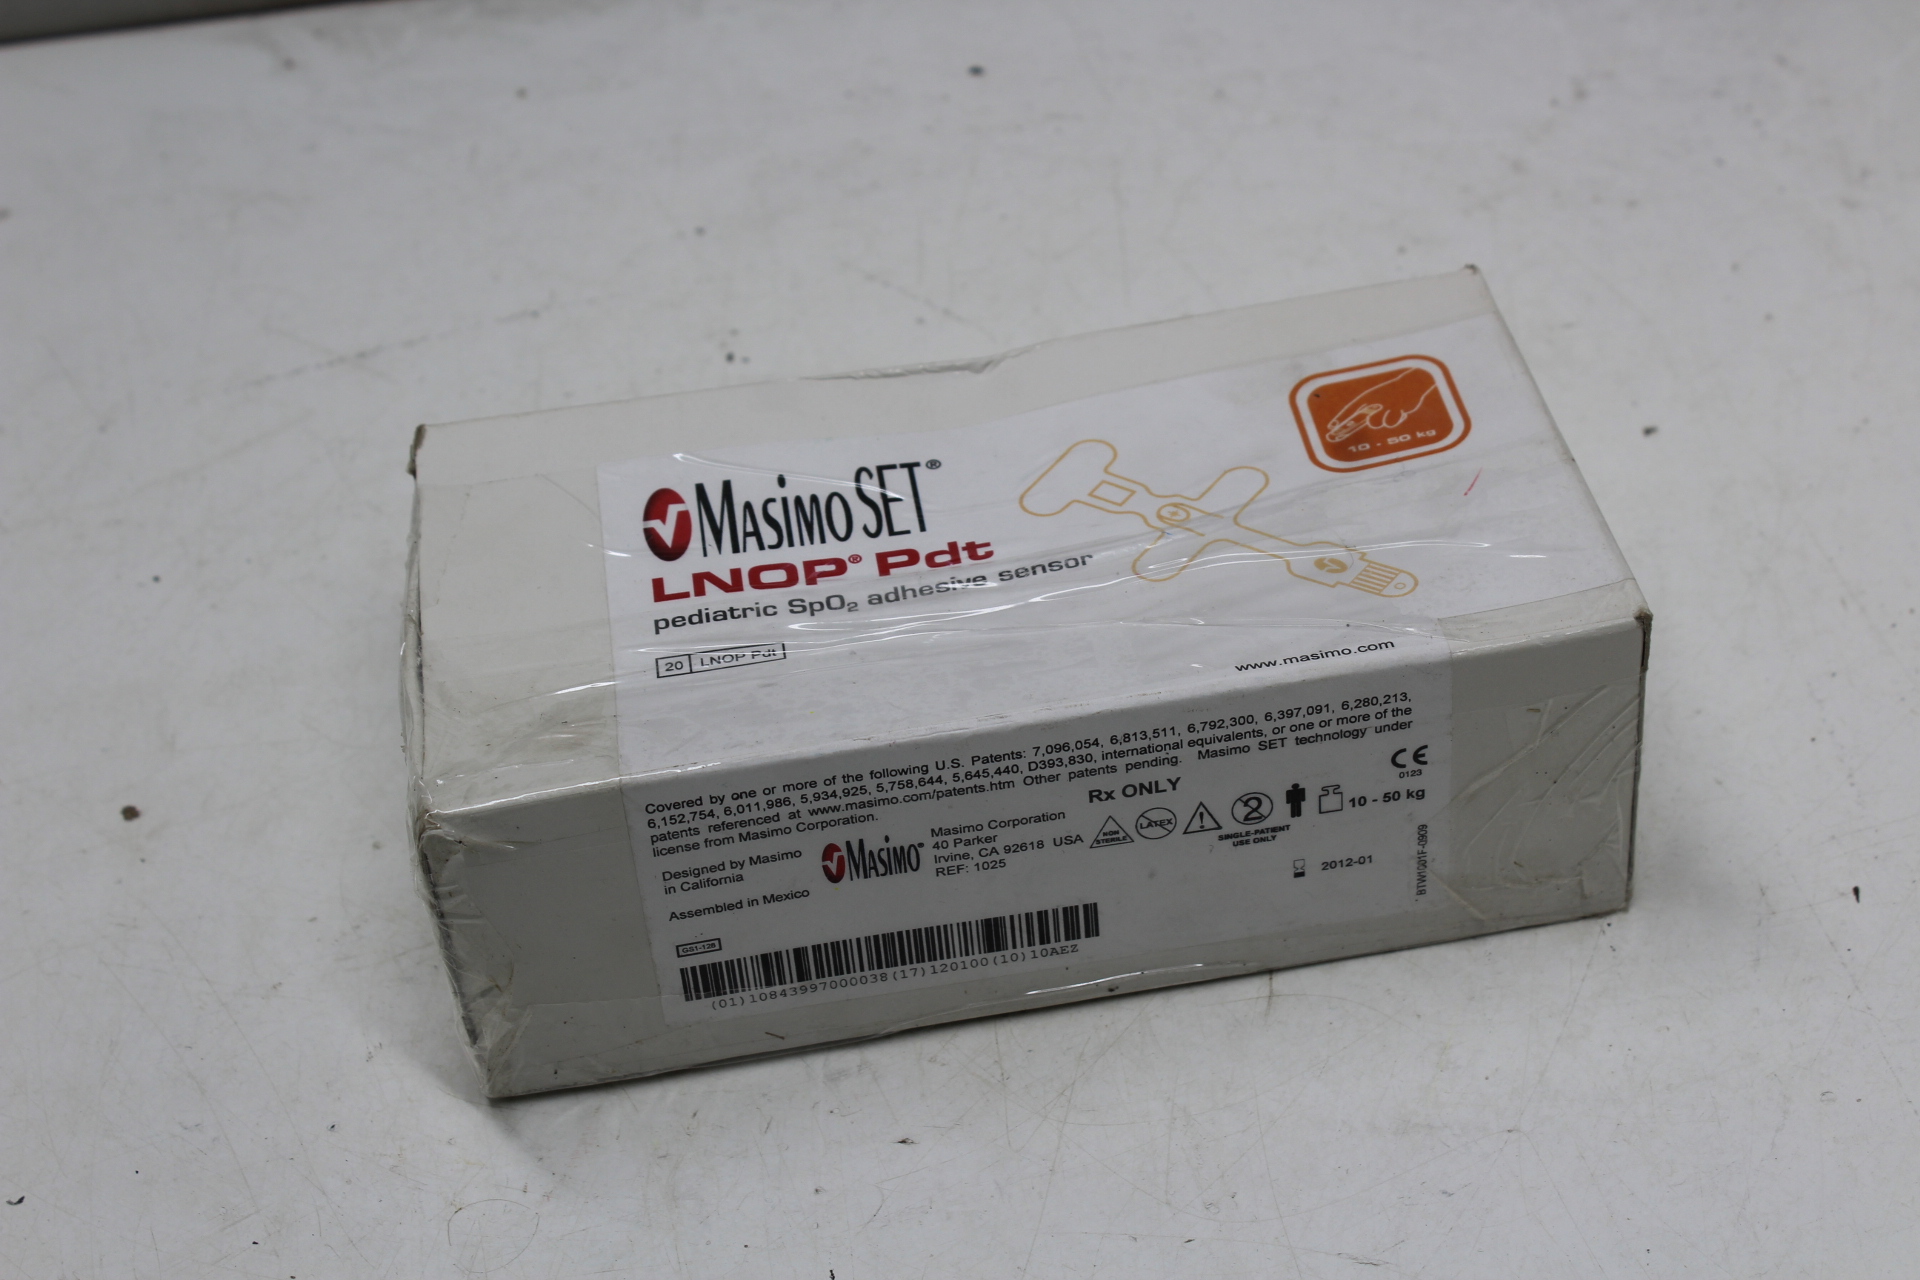 MASIMO SET®
LNOP® Pdt
pediatric SpO₂ adhesive sensor
20 LNOP Pdt
10 - 50 kg
www.masimo.com
Covered by one or more of the following U.S. Patents: 7,096,054, 6,813,511, 6,792,300, 6,397,091, 6,280,213,
6,152,754, 6,011,986, 5,934,925, 5,758,644, 5,645,440, D393,830, international equivalents, or one or more of the
patents referenced at www.masimo.com/patents.htm Other patents pending. Masimo SET technology under
license from Masimo Corporation.
Designed by Masimo
in California
Assembled in Mexico
MASIMO
Masimo Corporation
40 Parker
Irvine, CA 92618 USA
REF: 1025
Rx ONLY
NON
STERILE
LATEX
2
SINGLE-PATIENT
USE ONLY
10 - 50 kg
CE
0123
2012-01
BTW1001F-0909
GS1-128
(01)10843997000038(17)120100(10)10AEZ